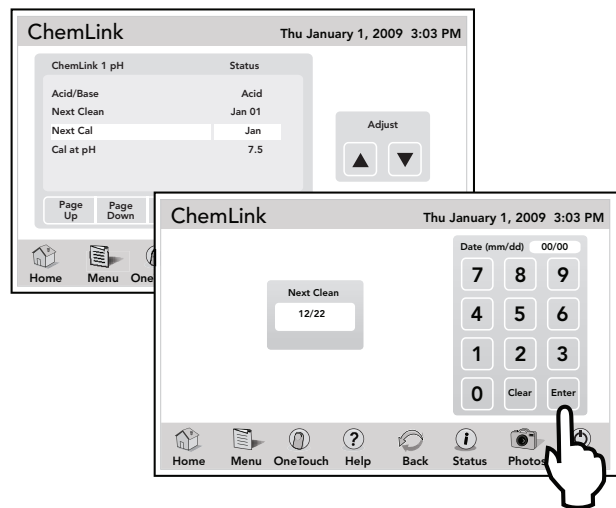 ChemLink
Thu January 1, 2009 3:03 PM
ChemLink 1 pH Status
Acid/Base Acid
Next Clean Jan 01
Next Cal Jan
Cal at pH 7.5
Adjust
Page Up
Page Down
Home Menu One
ChemLink
Thu January 1, 2009 3:03 PM
Date (mm/dd) 00/00
Next Clean
12/22
7 8 9
4 5 6
1 2 3
0 Clear Enter
Home Menu OneTouch ? Help Back i Status Photos